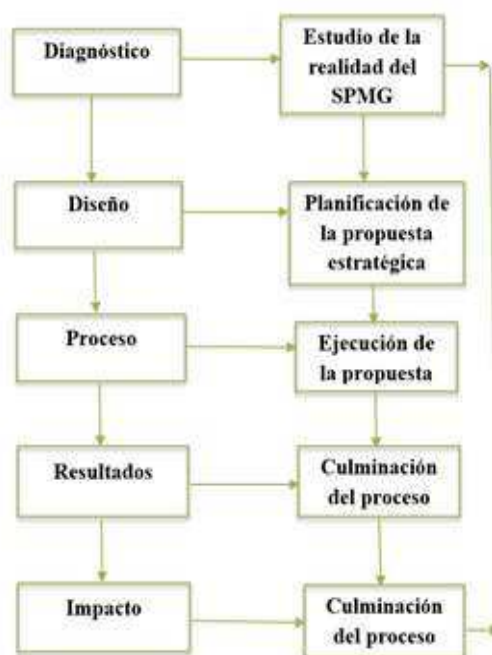 Diagnóstico
Estudio de la
realidad del
SPMG
Diseño
Planificación de
la propuesta
estratégica
Proceso
Ejecución de
la propuesta
Resultados
Culminación
del proceso
Impacto
Culminación
del proceso